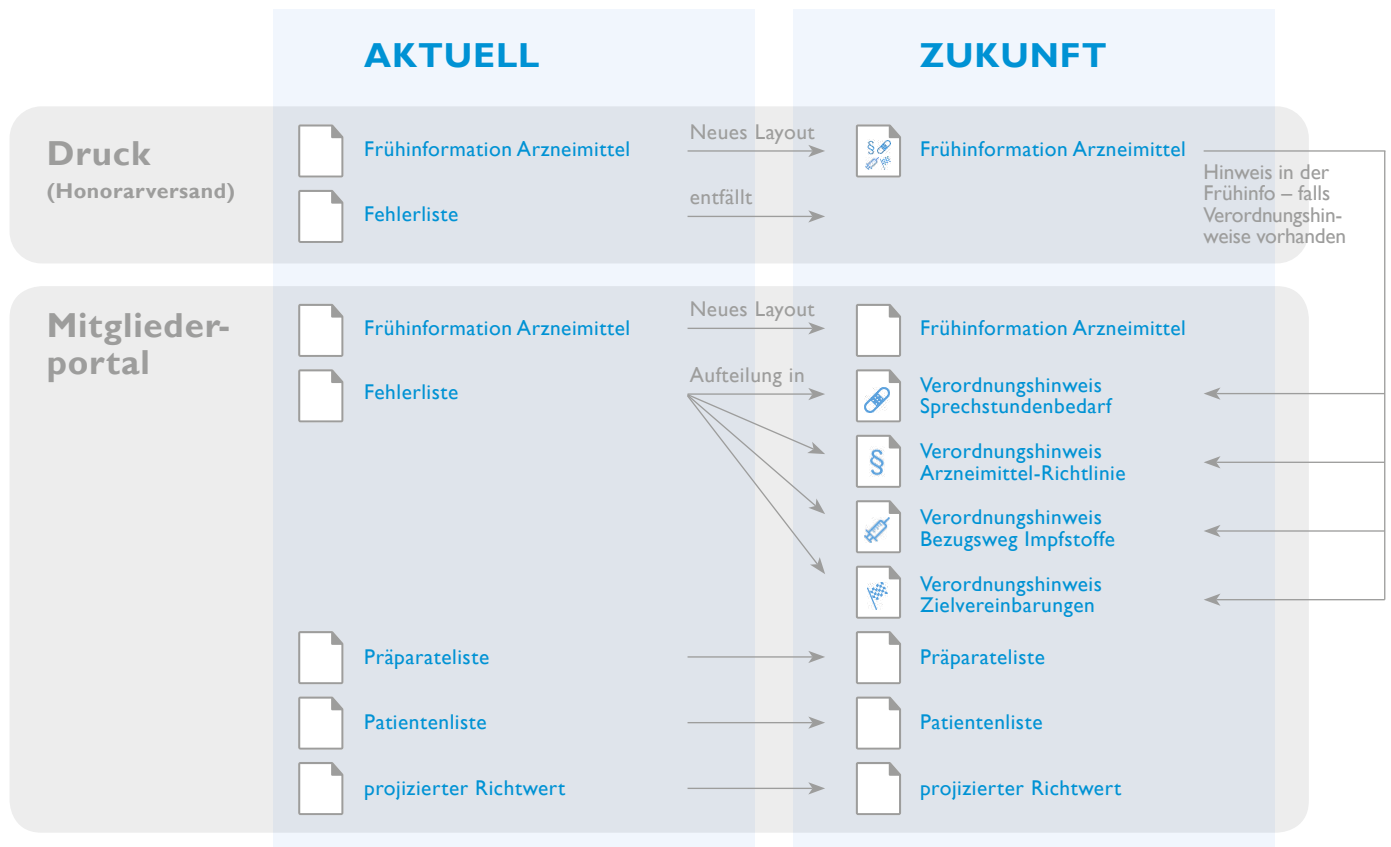 AKTUELL
ZUKUNFT
Druck
(Honorarversand)
Frühinformation Arzneimittel
Neues Layout
§
Frühinformation Arzneimittel
Hinweis in der
Frühinfo – falls
Verordnungshin-
weise vorhanden
Fehlerliste
entfällt
Mitglieder-
portal
Frühinformation Arzneimittel
Neues Layout
Frühinformation Arzneimittel
Fehlerliste
Aufteilung in
Verordnungshinweis
Sprechstundenbedarf
§
Verordnungshinweis
Arzneimittel-Richtlinie
Verordnungshinweis
Bezugsweg Impfstoffe
Verordnungshinweis
Zielvereinbarungen
Präparateliste
Präparateliste
Patientenliste
Patientenliste
projizierter Richtwert
projizierter Richtwert